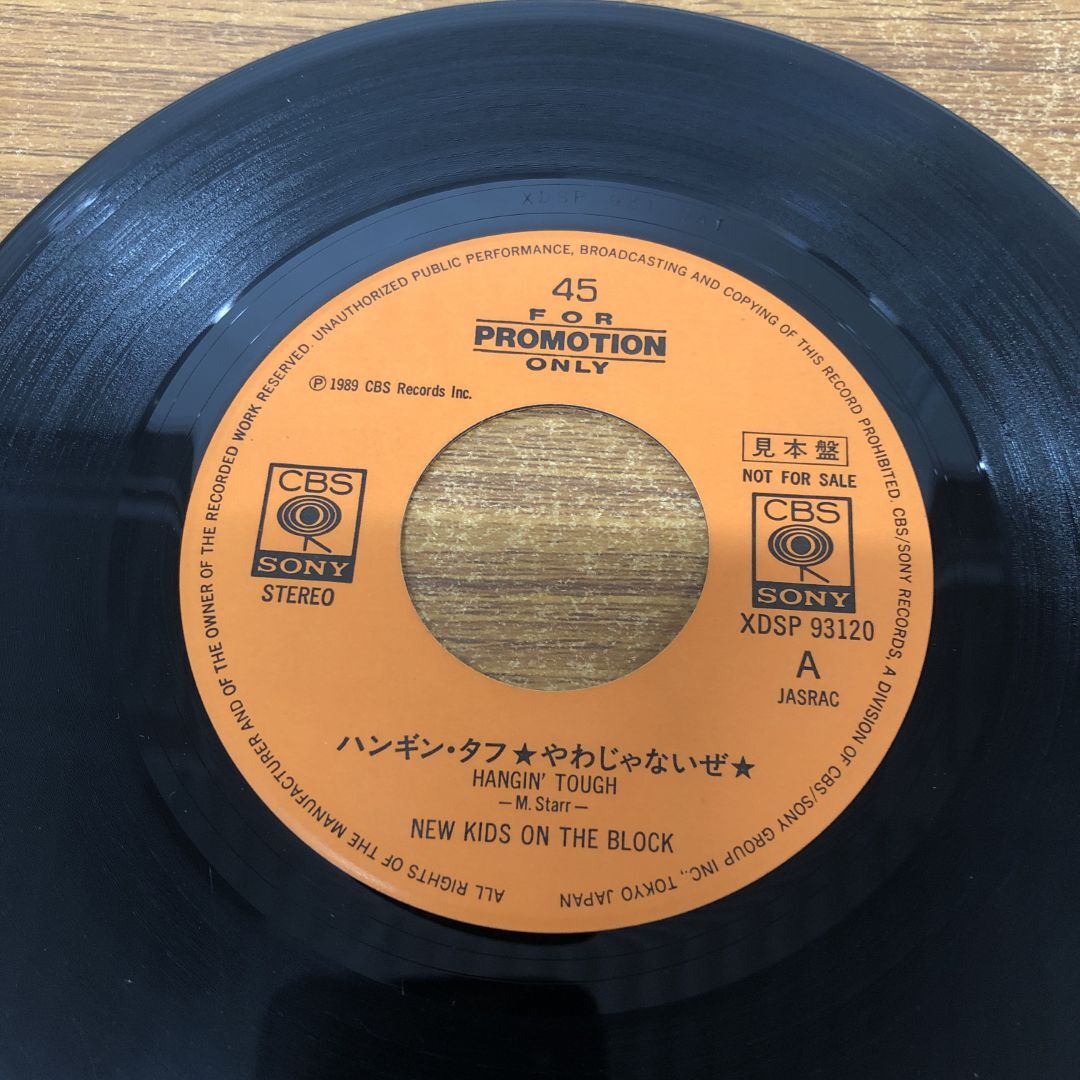 45
FOR
PROMOTION
ONLY
Ⓟ 1989 CBS Records Inc.
CBS
SONY
STEREO
見本盤
NOT FOR SALE
CBS
SONY
XDSP 93120
A
JASRAC
ハンギン・タフ★やわじゃないぜ★
HANGIN' TOUGH
—M. Starr—
NEW KIDS ON THE BLOCK
ALL RIGHTS OF THE MANUFACTURER AND OF THE OWNER OF THE RECORDED WORK RESERVED. UNAUTHORIZED PUBLIC PERFORMANCE, BROADCASTING AND COPYING OF THIS RECORD PROHIBITED. CBS/SONY RECORDS, A DIVISION OF CBS/SONY GROUP INC., TOKYO JAPAN